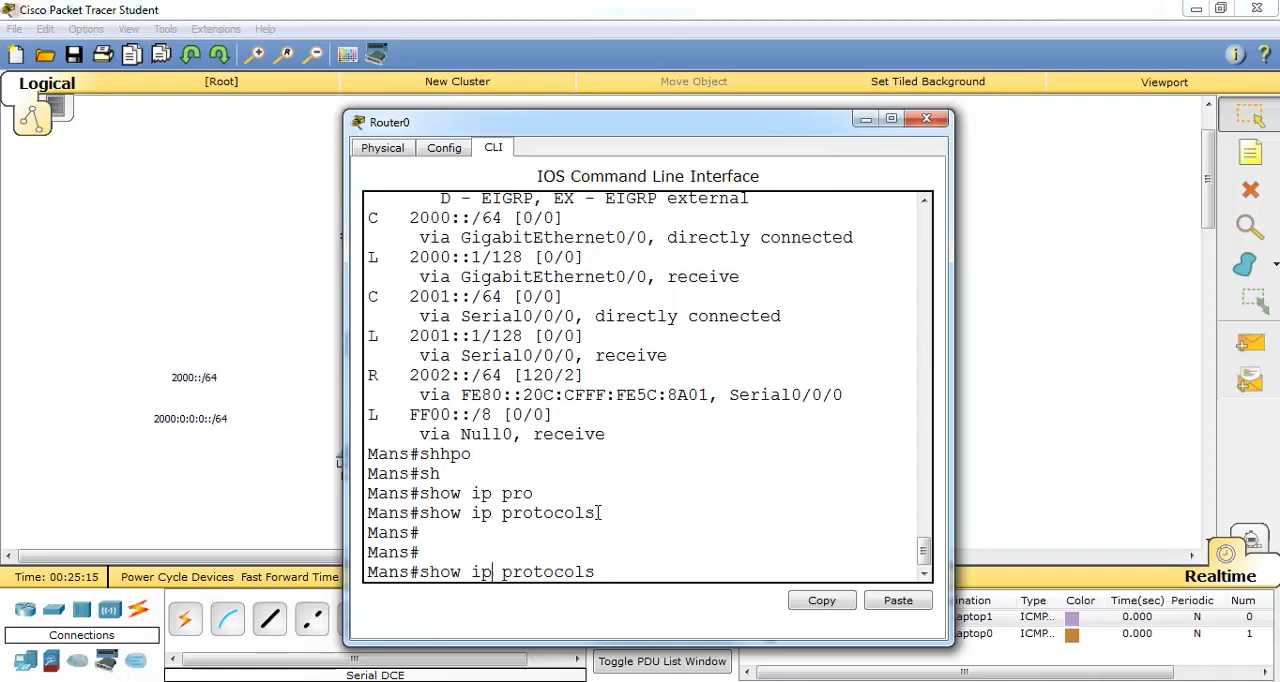 Cisco Packet Tracer Student
File Edit Options View Tools Extensions Help
Logical [Root] New Cluster Move Object Set Tiled Background Viewport
Router0
Physical Config CLI
IOS Command Line Interface
D - EIGRP, EX - EIGRP external
C 2000::/64 [0/0]
via GigabitEthernet0/0, directly connected
L 2000::1/128 [0/0]
via GigabitEthernet0/0, receive
C 2001::/64 [0/0]
via Serial0/0/0, directly connected
L 2001::1/128 [0/0]
via Serial0/0/0, receive
R 2002::/64 [120/2]
via FE80::20C:CFFF:FE5C:8A01, Serial0/0/0
L FF00::/8 [0/0]
via Null0, receive
Mans#shhpo
Mans#sh
Mans#show ip pro
Mans#show ip protocols
Mans#
Mans#
Mans#show ip protocols
Copy Paste
2000::/64
2000:0:0:0::/64
Time: 00:25:15 Power Cycle Devices Fast Forward Time
Realtime
Connections
Serial DCE
Toggle PDU List Window
ination Type Color Time(sec) Periodic Num
aptop1 ICMP... 0.000 N 0
aptop0 ICMP... 0.000 N 1